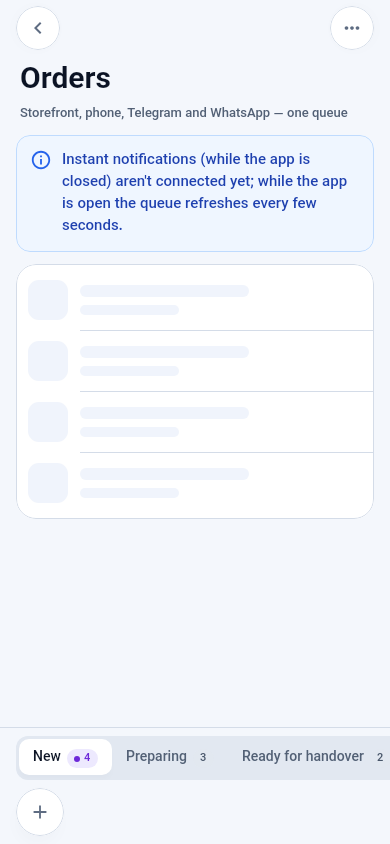 Orders
Storefront, phone, Telegram and WhatsApp — one queue
Instant notifications (while the app is
closed) aren't connected yet; while the app
is open the queue refreshes every few
seconds.
New 4 Preparing 3 Ready for handover 2